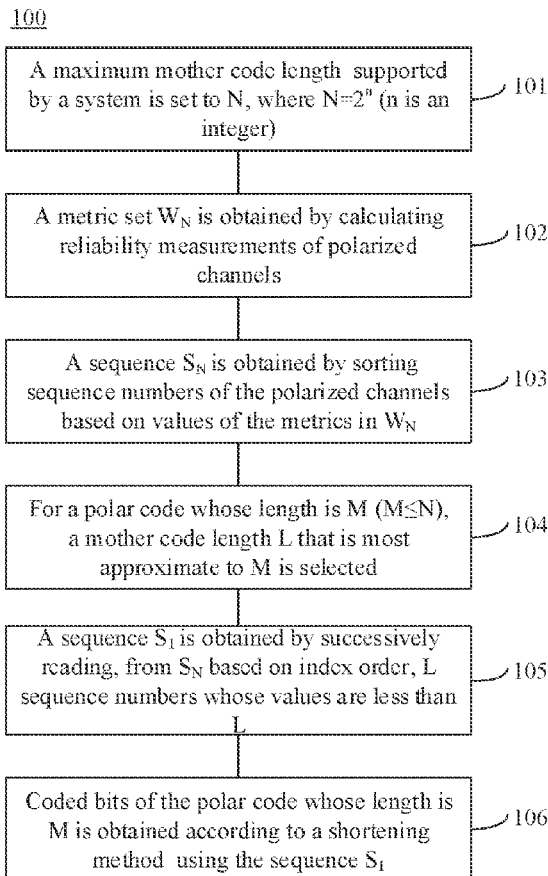 100
A maximum mother code length supported
by a system is set to N, where N=2ⁿ (n is an
integer)
101
A metric set W_N is obtained by calculating
reliability measurements of polarized
channels
102
A sequence S_N is obtained by sorting
sequence numbers of the polarized channels
based on values of the metrics in W_N
103
For a polar code whose length is M (M≤N),
a mother code length L that is most
approximate to M is selected
104
A sequence S₁ is obtained by successively
reading, from S_N based on index order, L
sequence numbers whose values are less than
L
105
Coded bits of the polar code whose length is
M is obtained according to a shortening
method using the sequence S₁
106